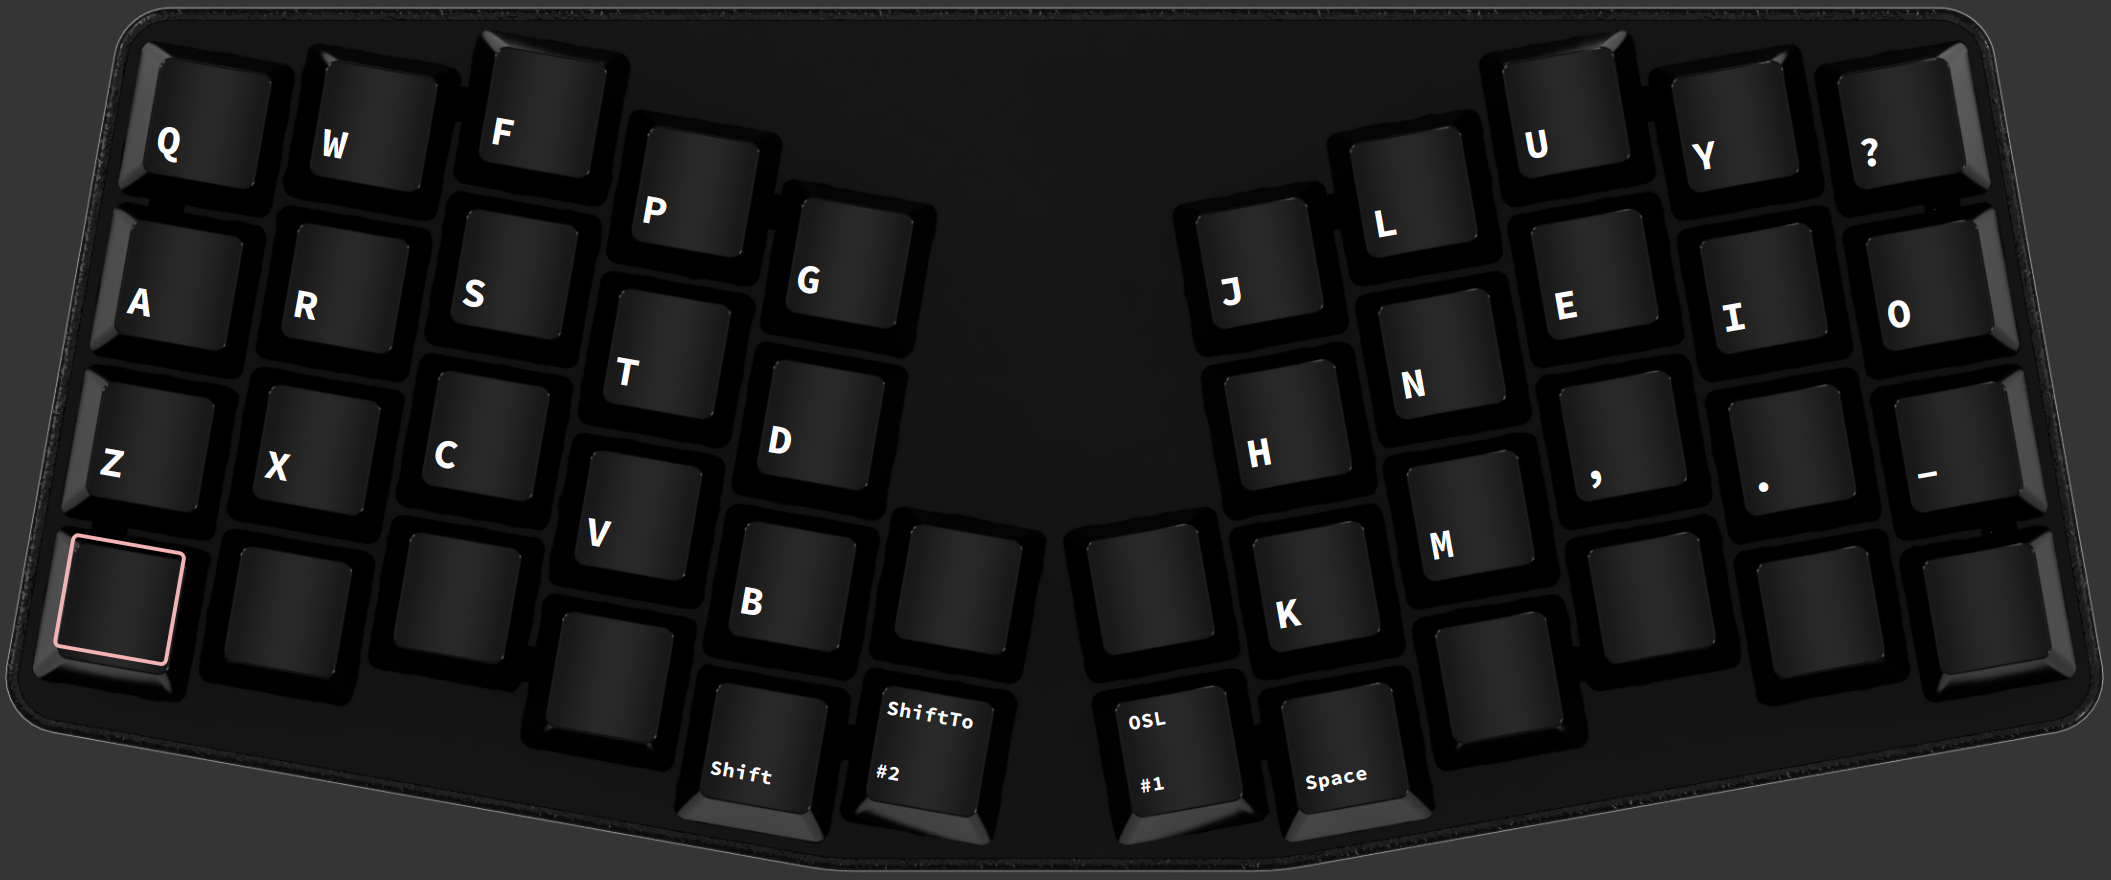 Q W F P G J L U Y ?
A R S T D H N E I O
Z X C V B K M , . –
Shift ShiftTo #2 OSL #1 Space